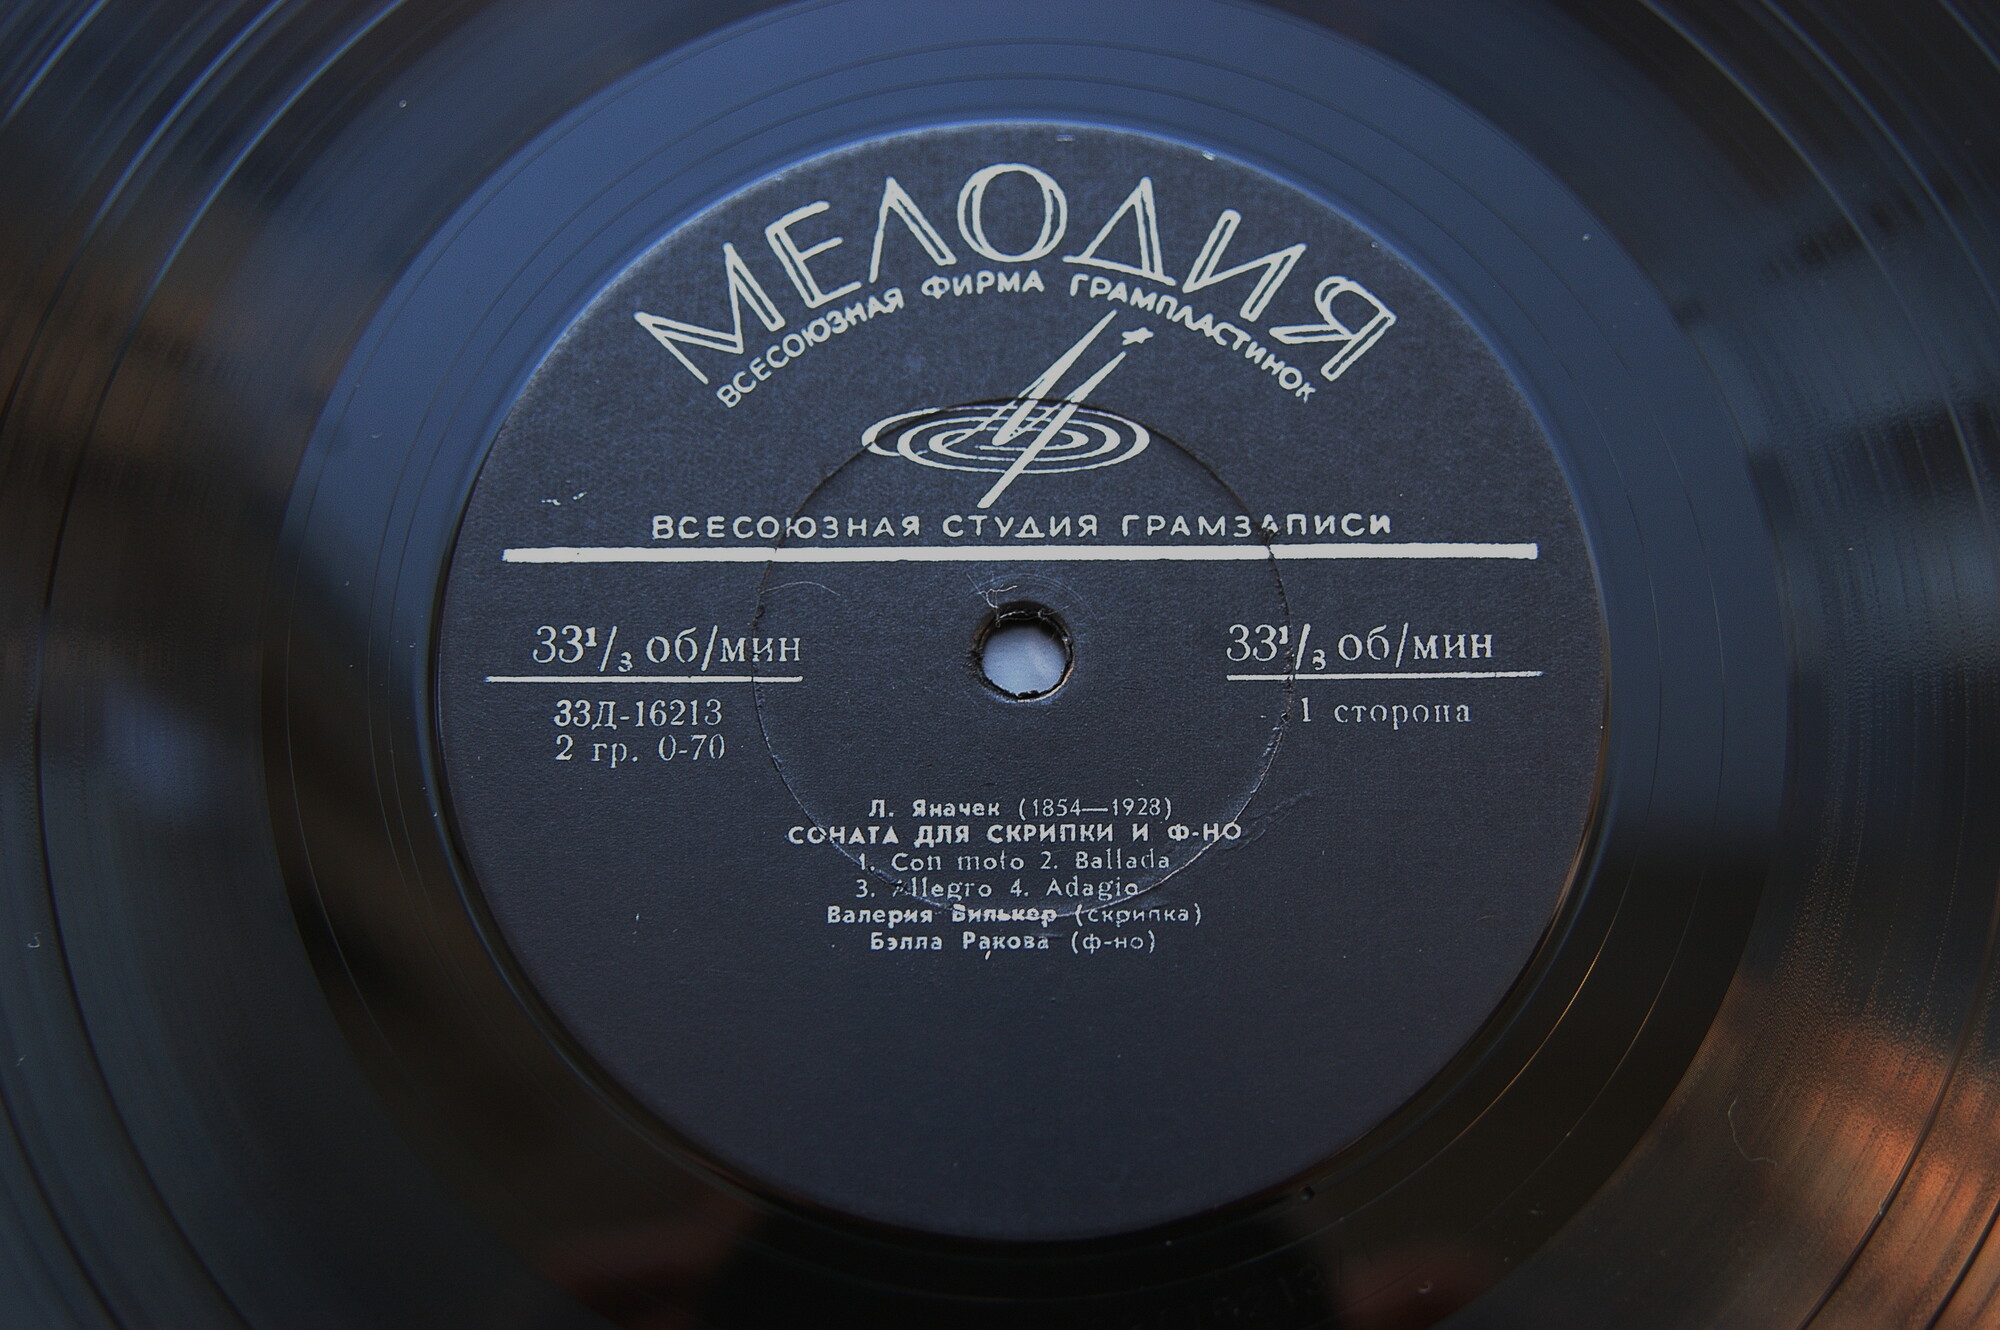 МЕЛОДИЯ
ВСЕСОЮЗНАЯ ФИРМА ГРАМПЛАСТИНОК
ВСЕСОЮЗНАЯ СТУДИЯ ГРАМЗАПИСИ
33¹/₃ об/мин 33¹/₃ об/мин
33Д-16213 1 сторона
2 гр. 0-70
Л. Яначек (1854—1928)
СОНАТА ДЛЯ СКРИПКИ И Ф-НО
1. Con moto 2. Ballada
3. Allegro 4. Adagio
Валерия Вилькер (скрипка)
Бэлла Ракова (ф-но)